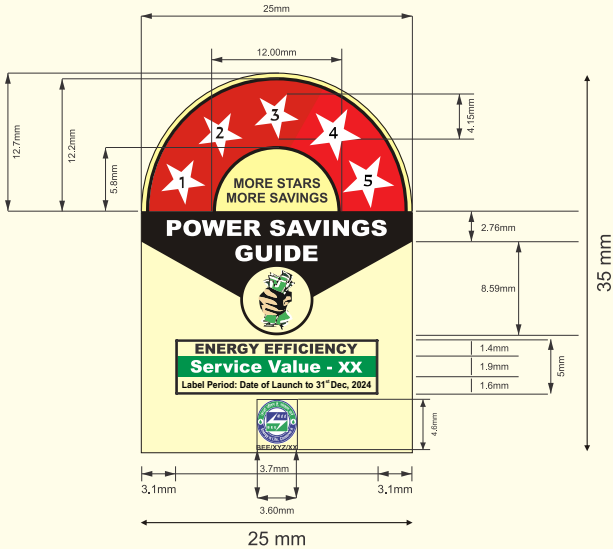 25mm
12.00mm
12.7mm
12.2mm
5.8mm
4.15mm
1
2
3
4
5
MORE STARS
MORE SAVINGS
POWER SAVINGS
GUIDE
2.76mm
8.59mm
35 mm
ENERGY EFFICIENCY
Service Value - XX
Label Period: Date of Launch to 31st Dec, 2024
1.4mm
1.9mm
1.6mm
5mm
BEE/XYZ/XX
4.8mm
3.1mm
3.7mm
3.1mm
3.60mm
25 mm